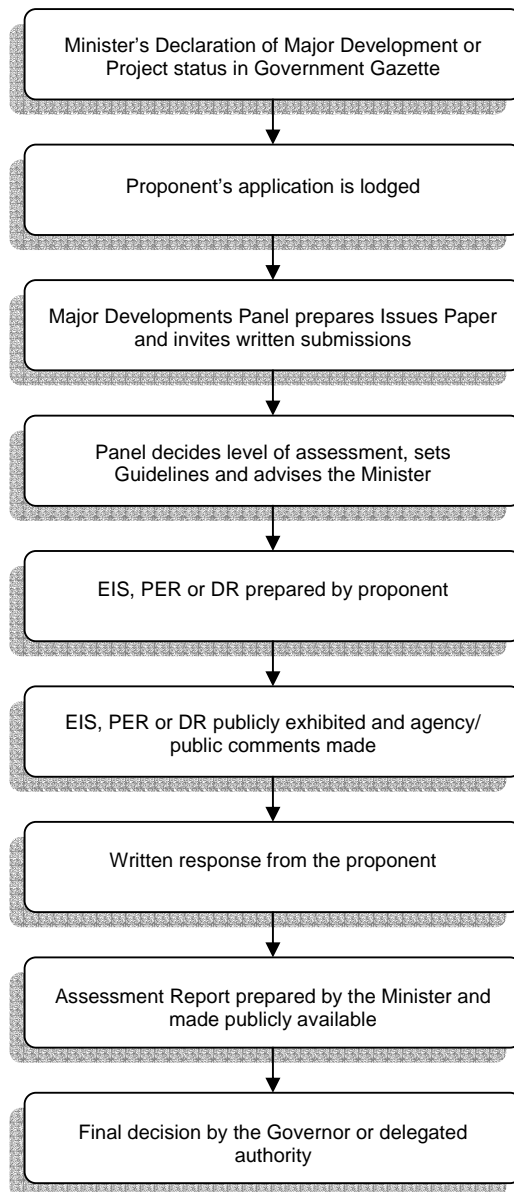 Minister’s Declaration of Major Development or
Project status in Government Gazette
Proponent’s application is lodged
Major Developments Panel prepares Issues Paper
and invites written submissions
Panel decides level of assessment, sets
Guidelines and advises the Minister
EIS, PER or DR prepared by proponent
EIS, PER or DR publicly exhibited and agency/
public comments made
Written response from the proponent
Assessment Report prepared by the Minister and
made publicly available
Final decision by the Governor or delegated
authority